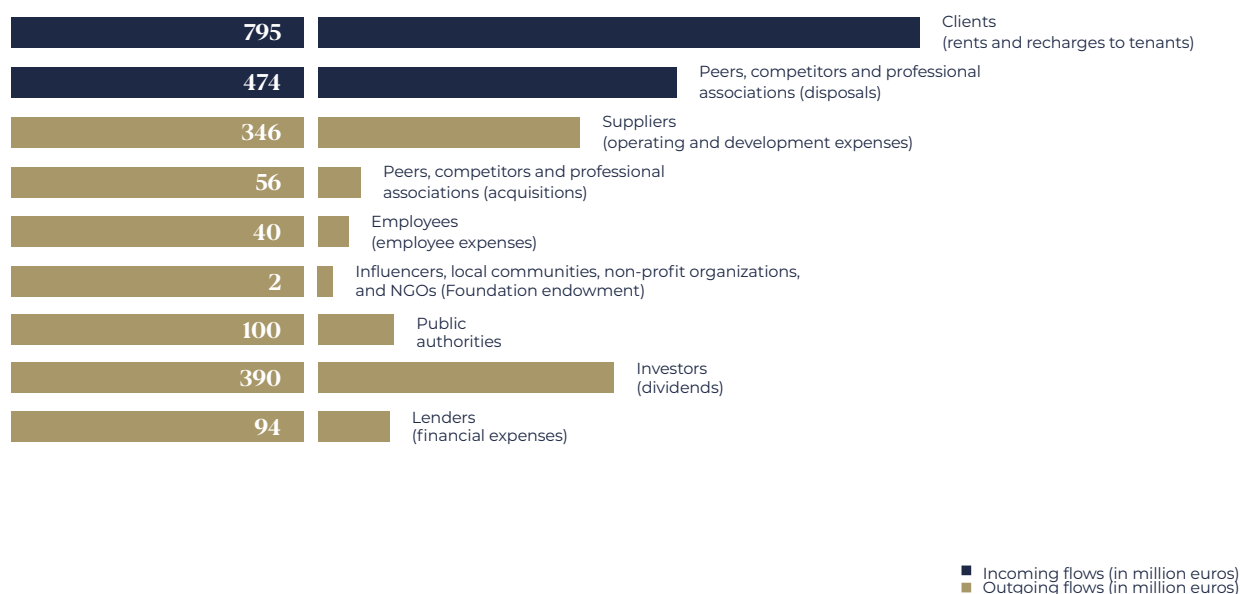 795
Clients
(rents and recharges to tenants)
474
Peers, competitors and professional
associations (disposals)
346
Suppliers
(operating and development expenses)
56
Peers, competitors and professional
associations (acquisitions)
40
Employees
(employee expenses)
2
Influencers, local communities, non-profit organizations,
and NGOs (Foundation endowment)
100
Public
authorities
390
Investors
(dividends)
94
Lenders
(financial expenses)
Incoming flows (in million euros)
Outgoing flows (in million euros)